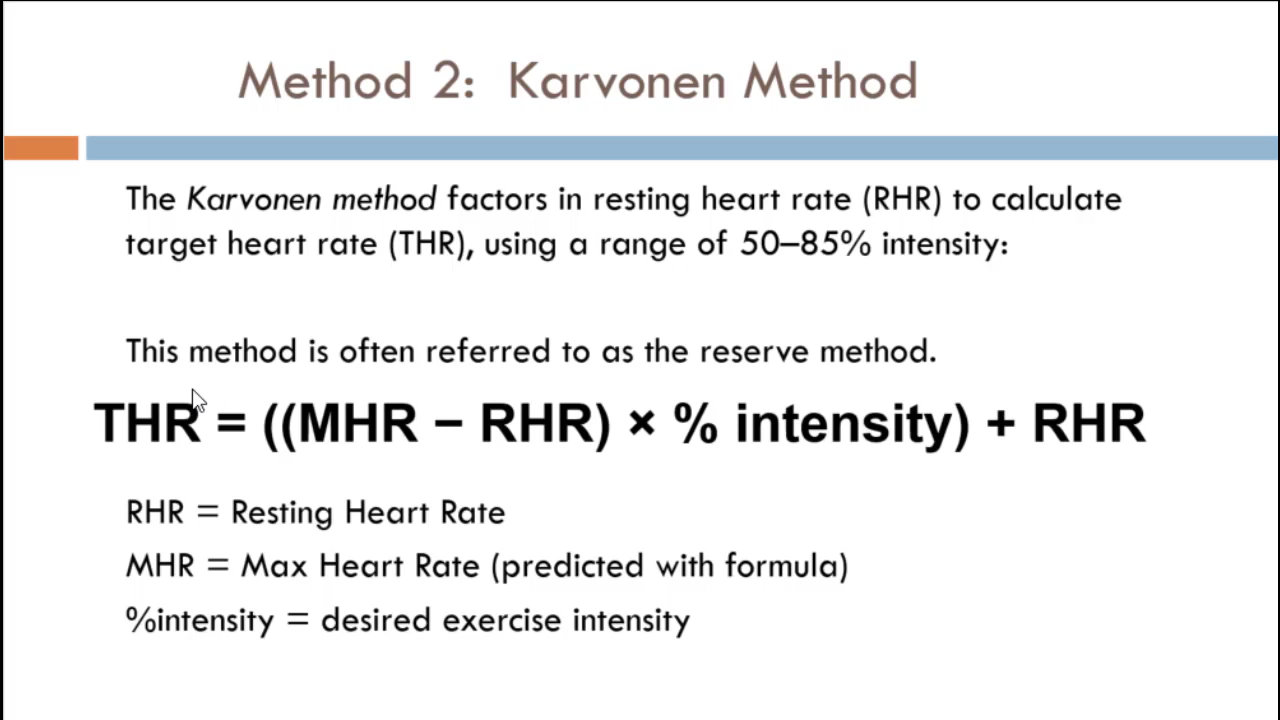 Method 2: Karvonen Method
The Karvonen method factors in resting heart rate (RHR) to calculate
target heart rate (THR), using a range of 50–85% intensity:
This method is often referred to as the reserve method.
THR = ((MHR − RHR) × % intensity) + RHR
RHR = Resting Heart Rate
MHR = Max Heart Rate (predicted with formula)
%intensity = desired exercise intensity